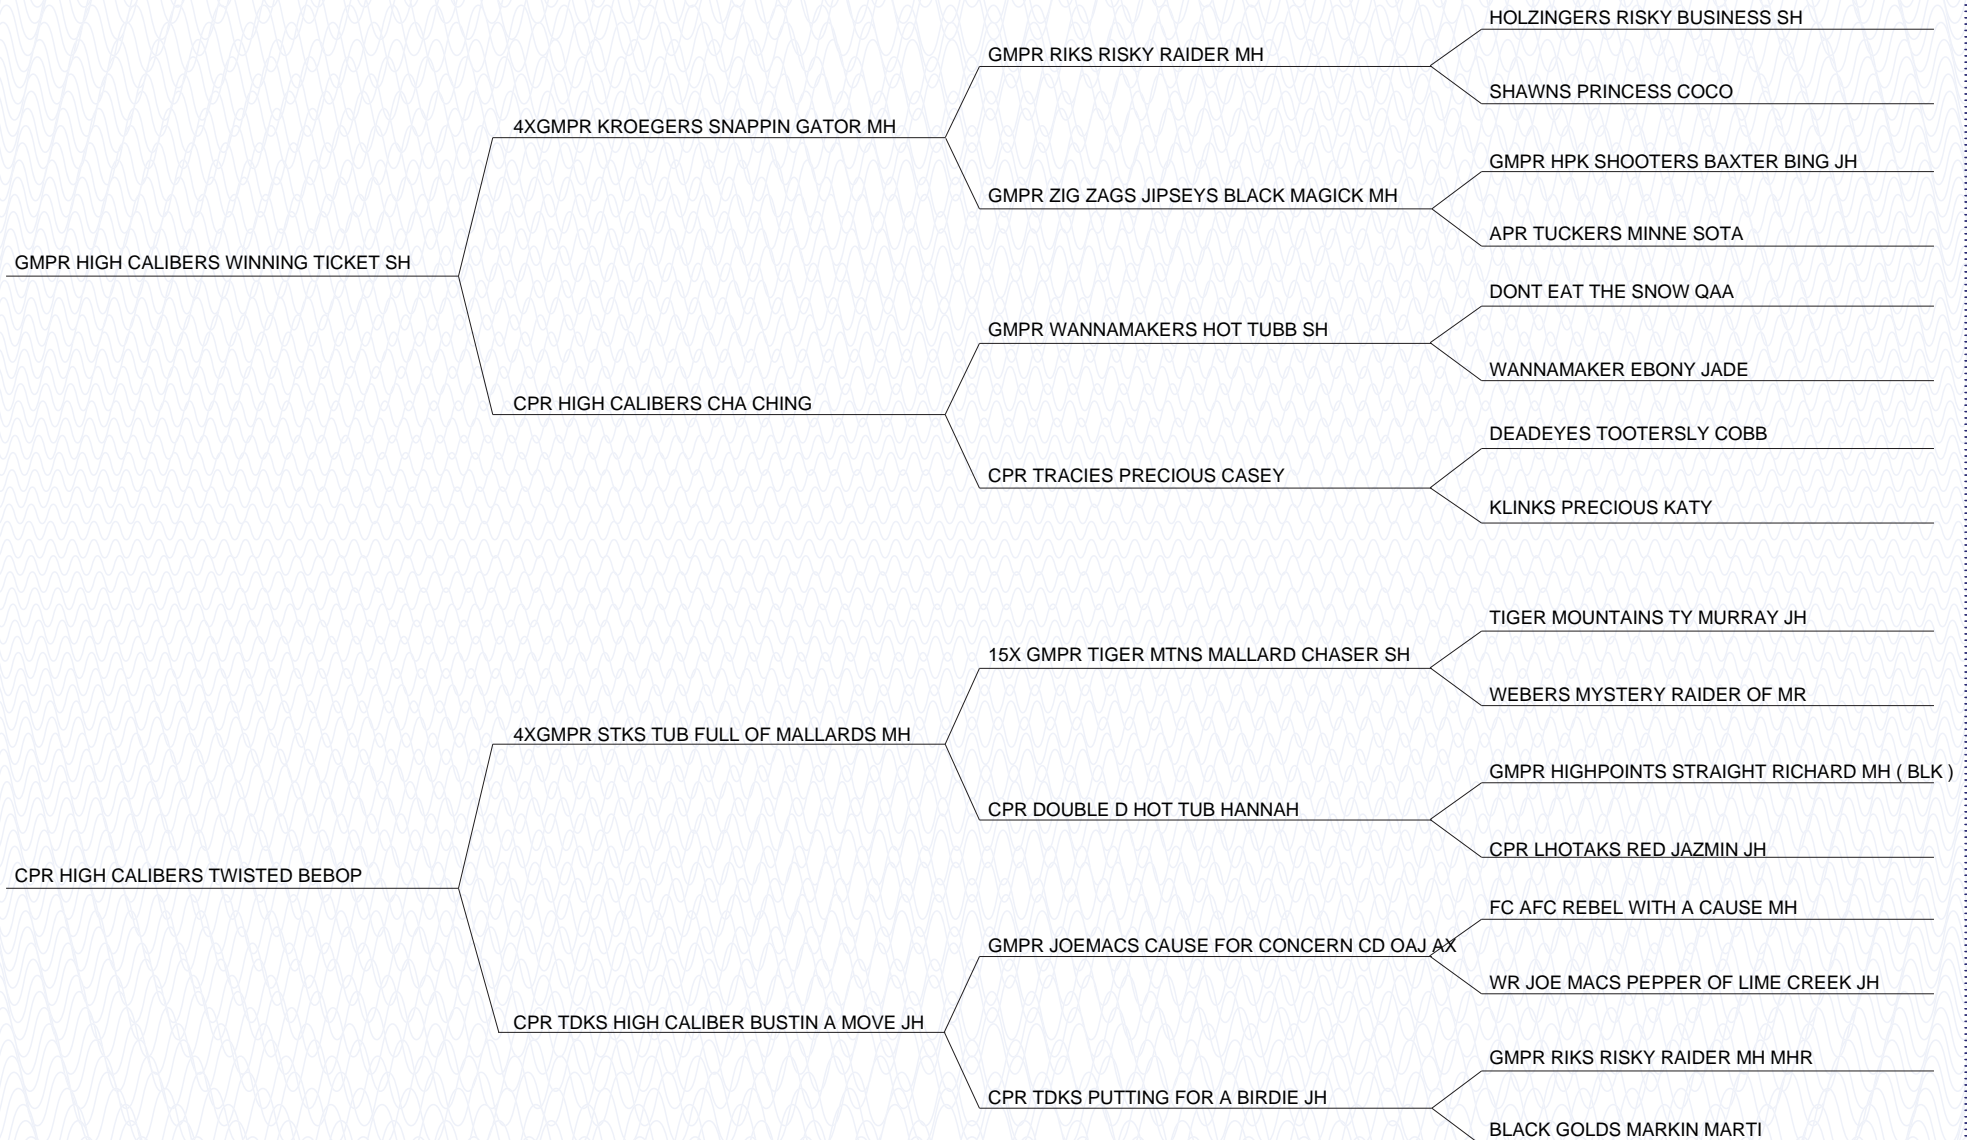 HOLZINGERS RISKY BUSINESS SH
GMPR RIKS RISKY RAIDER MH
SHAWNS PRINCESS COCO
4XGMPR KROEGERS SNAPPIN GATOR MH
GMPR HPK SHOOTERS BAXTER BING JH
GMPR ZIG ZAGS JIPSEYS BLACK MAGICK MH
APR TUCKERS MINNE SOTA
GMPR HIGH CALIBERS WINNING TICKET SH
DONT EAT THE SNOW QAA
GMPR WANNAMAKERS HOT TUBB SH
WANNAMAKER EBONY JADE
CPR HIGH CALIBERS CHA CHING
DEADEYES TOOTERSLY COBB
CPR TRACIES PRECIOUS CASEY
KLINKS PRECIOUS KATY
TIGER MOUNTAINS TY MURRAY JH
15X GMPR TIGER MTNS MALLARD CHASER SH
WEBERS MYSTERY RAIDER OF MR
4XGMPR STKS TUB FULL OF MALLARDS MH
GMPR HIGHPOINTS STRAIGHT RICHARD MH ( BLK )
CPR DOUBLE D HOT TUB HANNAH
CPR LHOTAKS RED JAZMIN JH
CPR HIGH CALIBERS TWISTED BEBOP
FC AFC REBEL WITH A CAUSE MH
GMPR JOEMACS CAUSE FOR CONCERN CD OAJ AX
WR JOE MACS PEPPER OF LIME CREEK JH
CPR TDKS HIGH CALIBER BUSTIN A MOVE JH
GMPR RIKS RISKY RAIDER MH MHR
CPR TDKS PUTTING FOR A BIRDIE JH
BLACK GOLDS MARKIN MARTI